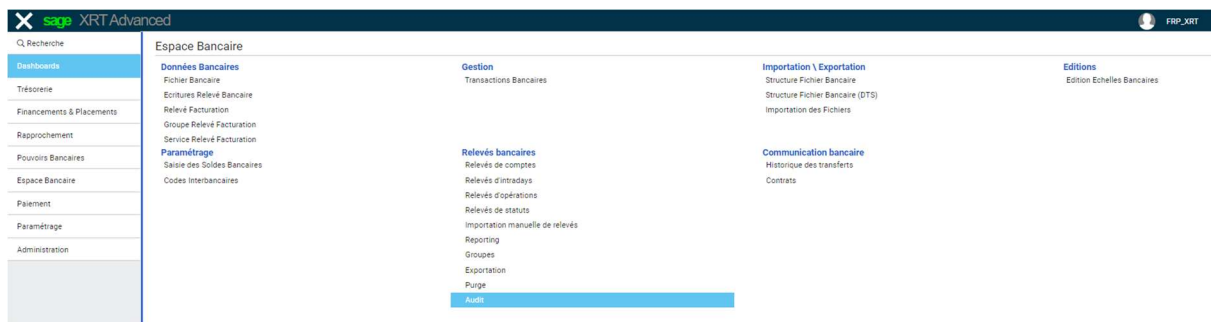 sage XRT Advanced
FRP_XRT
Recherche
Dashboards
Trésorerie
Financements & Placements
Rapprochement
Pouvoirs Bancaires
Espace Bancaire
Paiement
Paramétrage
Administration
Espace Bancaire
Données Bancaires
Fichier Bancaire
Ecritures Relevé Bancaire
Relevé Facturation
Groupe Relevé Facturation
Service Relevé Facturation
Gestion
Transactions Bancaires
Importation \ Exportation
Structure Fichier Bancaire
Structure Fichier Bancaire (DTS)
Importation des Fichiers
Editions
Edition Echelles Bancaires
Paramétrage
Saisie des Soldes Bancaires
Codes Interbancaires
Relevés bancaires
Relevés de comptes
Relevés d'intradays
Relevés d'opérations
Relevés de statuts
Importation manuelle de relevés
Reporting
Groupes
Exportation
Purge
Audit
Communication bancaire
Historique des transferts
Contrats